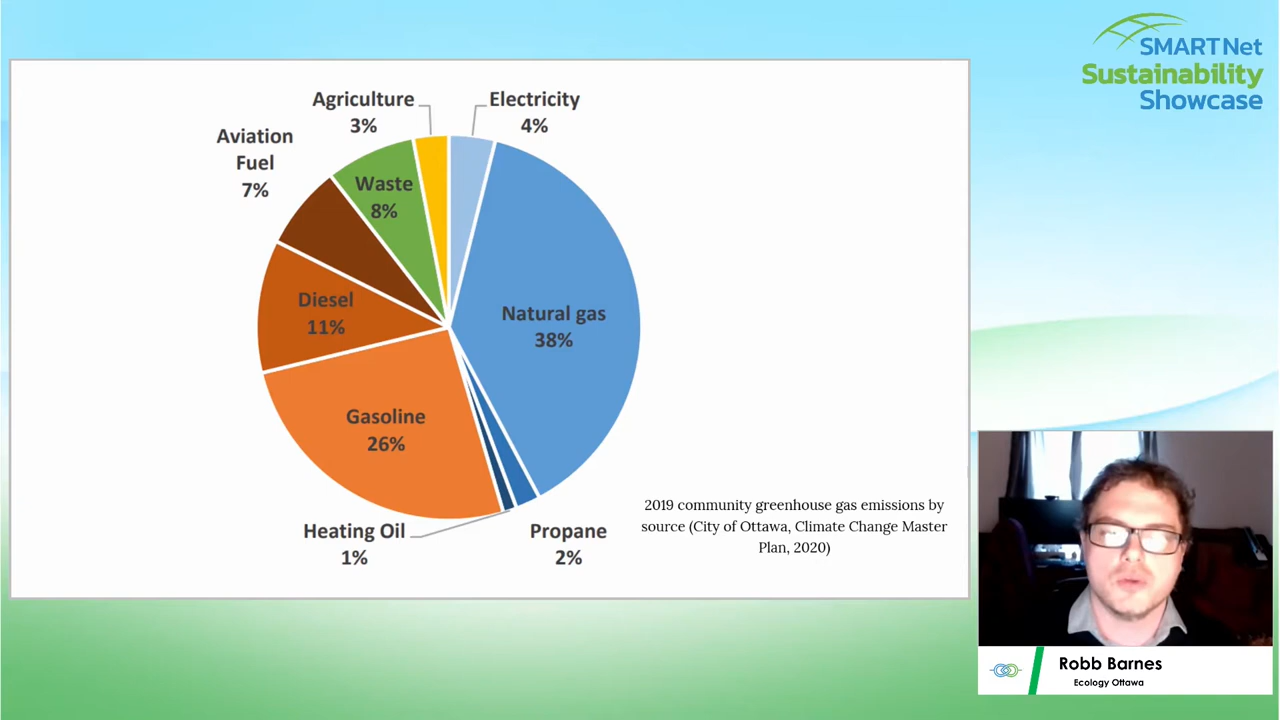 SMARTNet
Sustainability
Showcase
Agriculture
3%
Electricity
4%
Aviation
Fuel
7%
Waste
8%
Natural gas
38%
Diesel
11%
Gasoline
26%
Heating Oil
1%
Propane
2%
2019 community greenhouse gas emissions by
source (City of Ottawa, Climate Change Master
Plan, 2020)
Robb Barnes
Ecology Ottawa